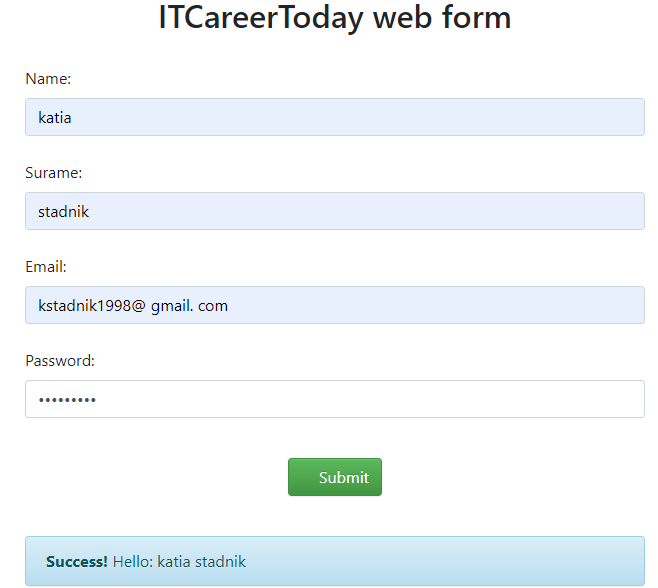 ITCareerToday web form
Name:
katia
Surame:
stadnik
Email:
kstadnik1998@ gmail. com
Password:
•••••••••
Submit
Success! Hello: katia stadnik